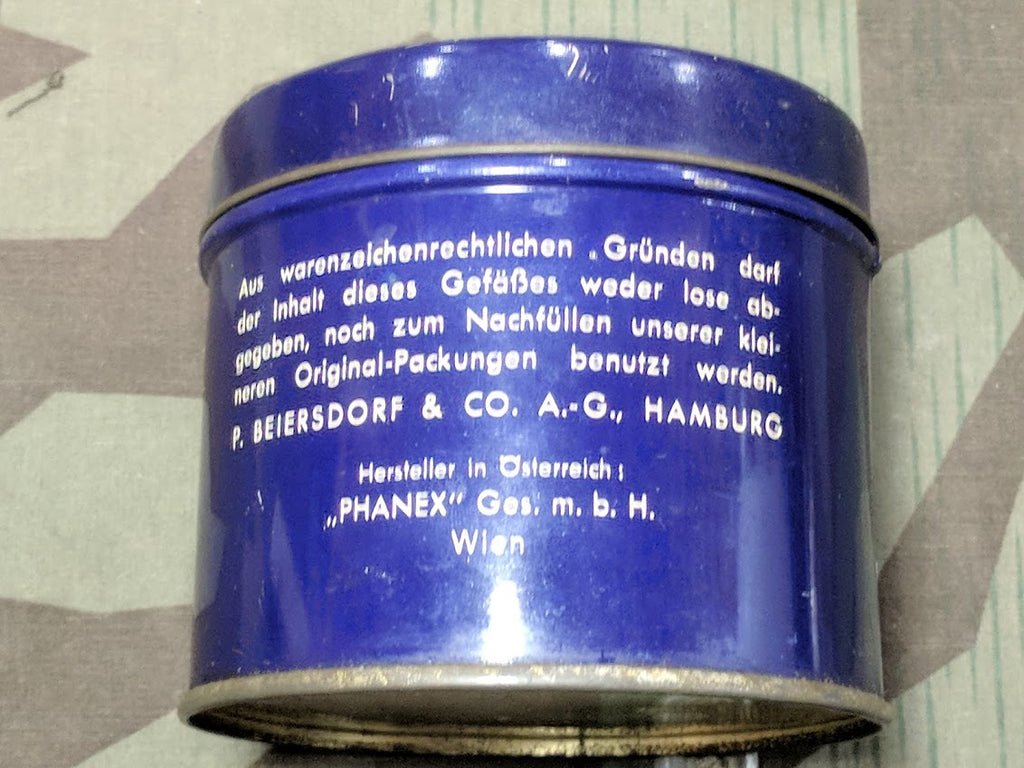 Aus warenzeichenrechtlichen Gründen darf
der Inhalt dieses Gefäßes weder lose ab-
gegeben, noch zum Nachfüllen unserer klei-
neren Original-Packungen benutzt werden.
P. BEIERSDORF & CO. A.-G., HAMBURG
Hersteller in Österreich:
„PHANEX“ Ges. m. b. H.
Wien